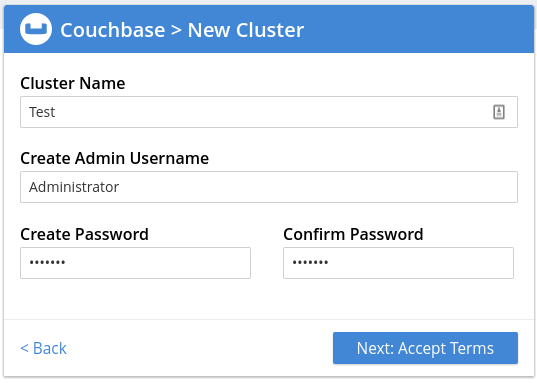 Couchbase > New Cluster
Cluster Name
Test
Create Admin Username
Administrator
Create Password Confirm Password
••••••• •••••••
< Back Next: Accept Terms